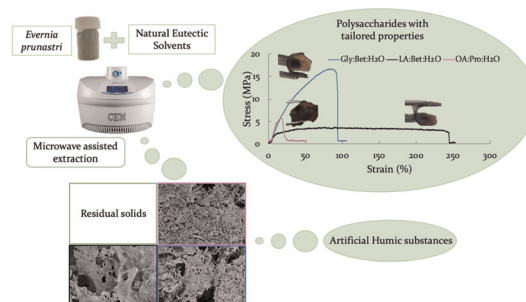 Evernia
prunastri
Natural Eutectic
Solvents
CEM
Microwave assisted
extraction
Polysaccharides with
tailored properties
Gly:Bet:H2O
LA:Bet:H2O
OA:Pro:H2O
Stress (MPa)
20
15
10
5
0
0
50
100
150
200
250
300
Strain (%)
Residual solids
Artificial Humic substances